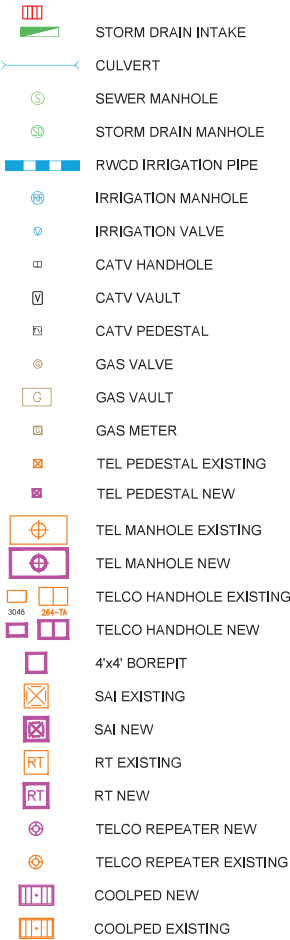 STORM DRAIN INTAKE
CULVERT
S SEWER MANHOLE
SD STORM DRAIN MANHOLE
RWCD IRRIGATION PIPE
IRR IRRIGATION MANHOLE
V IRRIGATION VALVE
CATV HANDHOLE
V CATV VAULT
CATV PEDESTAL
G GAS VALVE
G GAS VAULT
G GAS METER
TEL PEDESTAL EXISTING
TEL PEDESTAL NEW
TEL MANHOLE EXISTING
TEL MANHOLE NEW
TELCO HANDHOLE EXISTING
3048 264-TA
TELCO HANDHOLE NEW
4'x4' BOREPIT
SAI EXISTING
SAI NEW
RT RT EXISTING
RT RT NEW
TELCO REPEATER NEW
TELCO REPEATER EXISTING
COOLPED NEW
COOLPED EXISTING